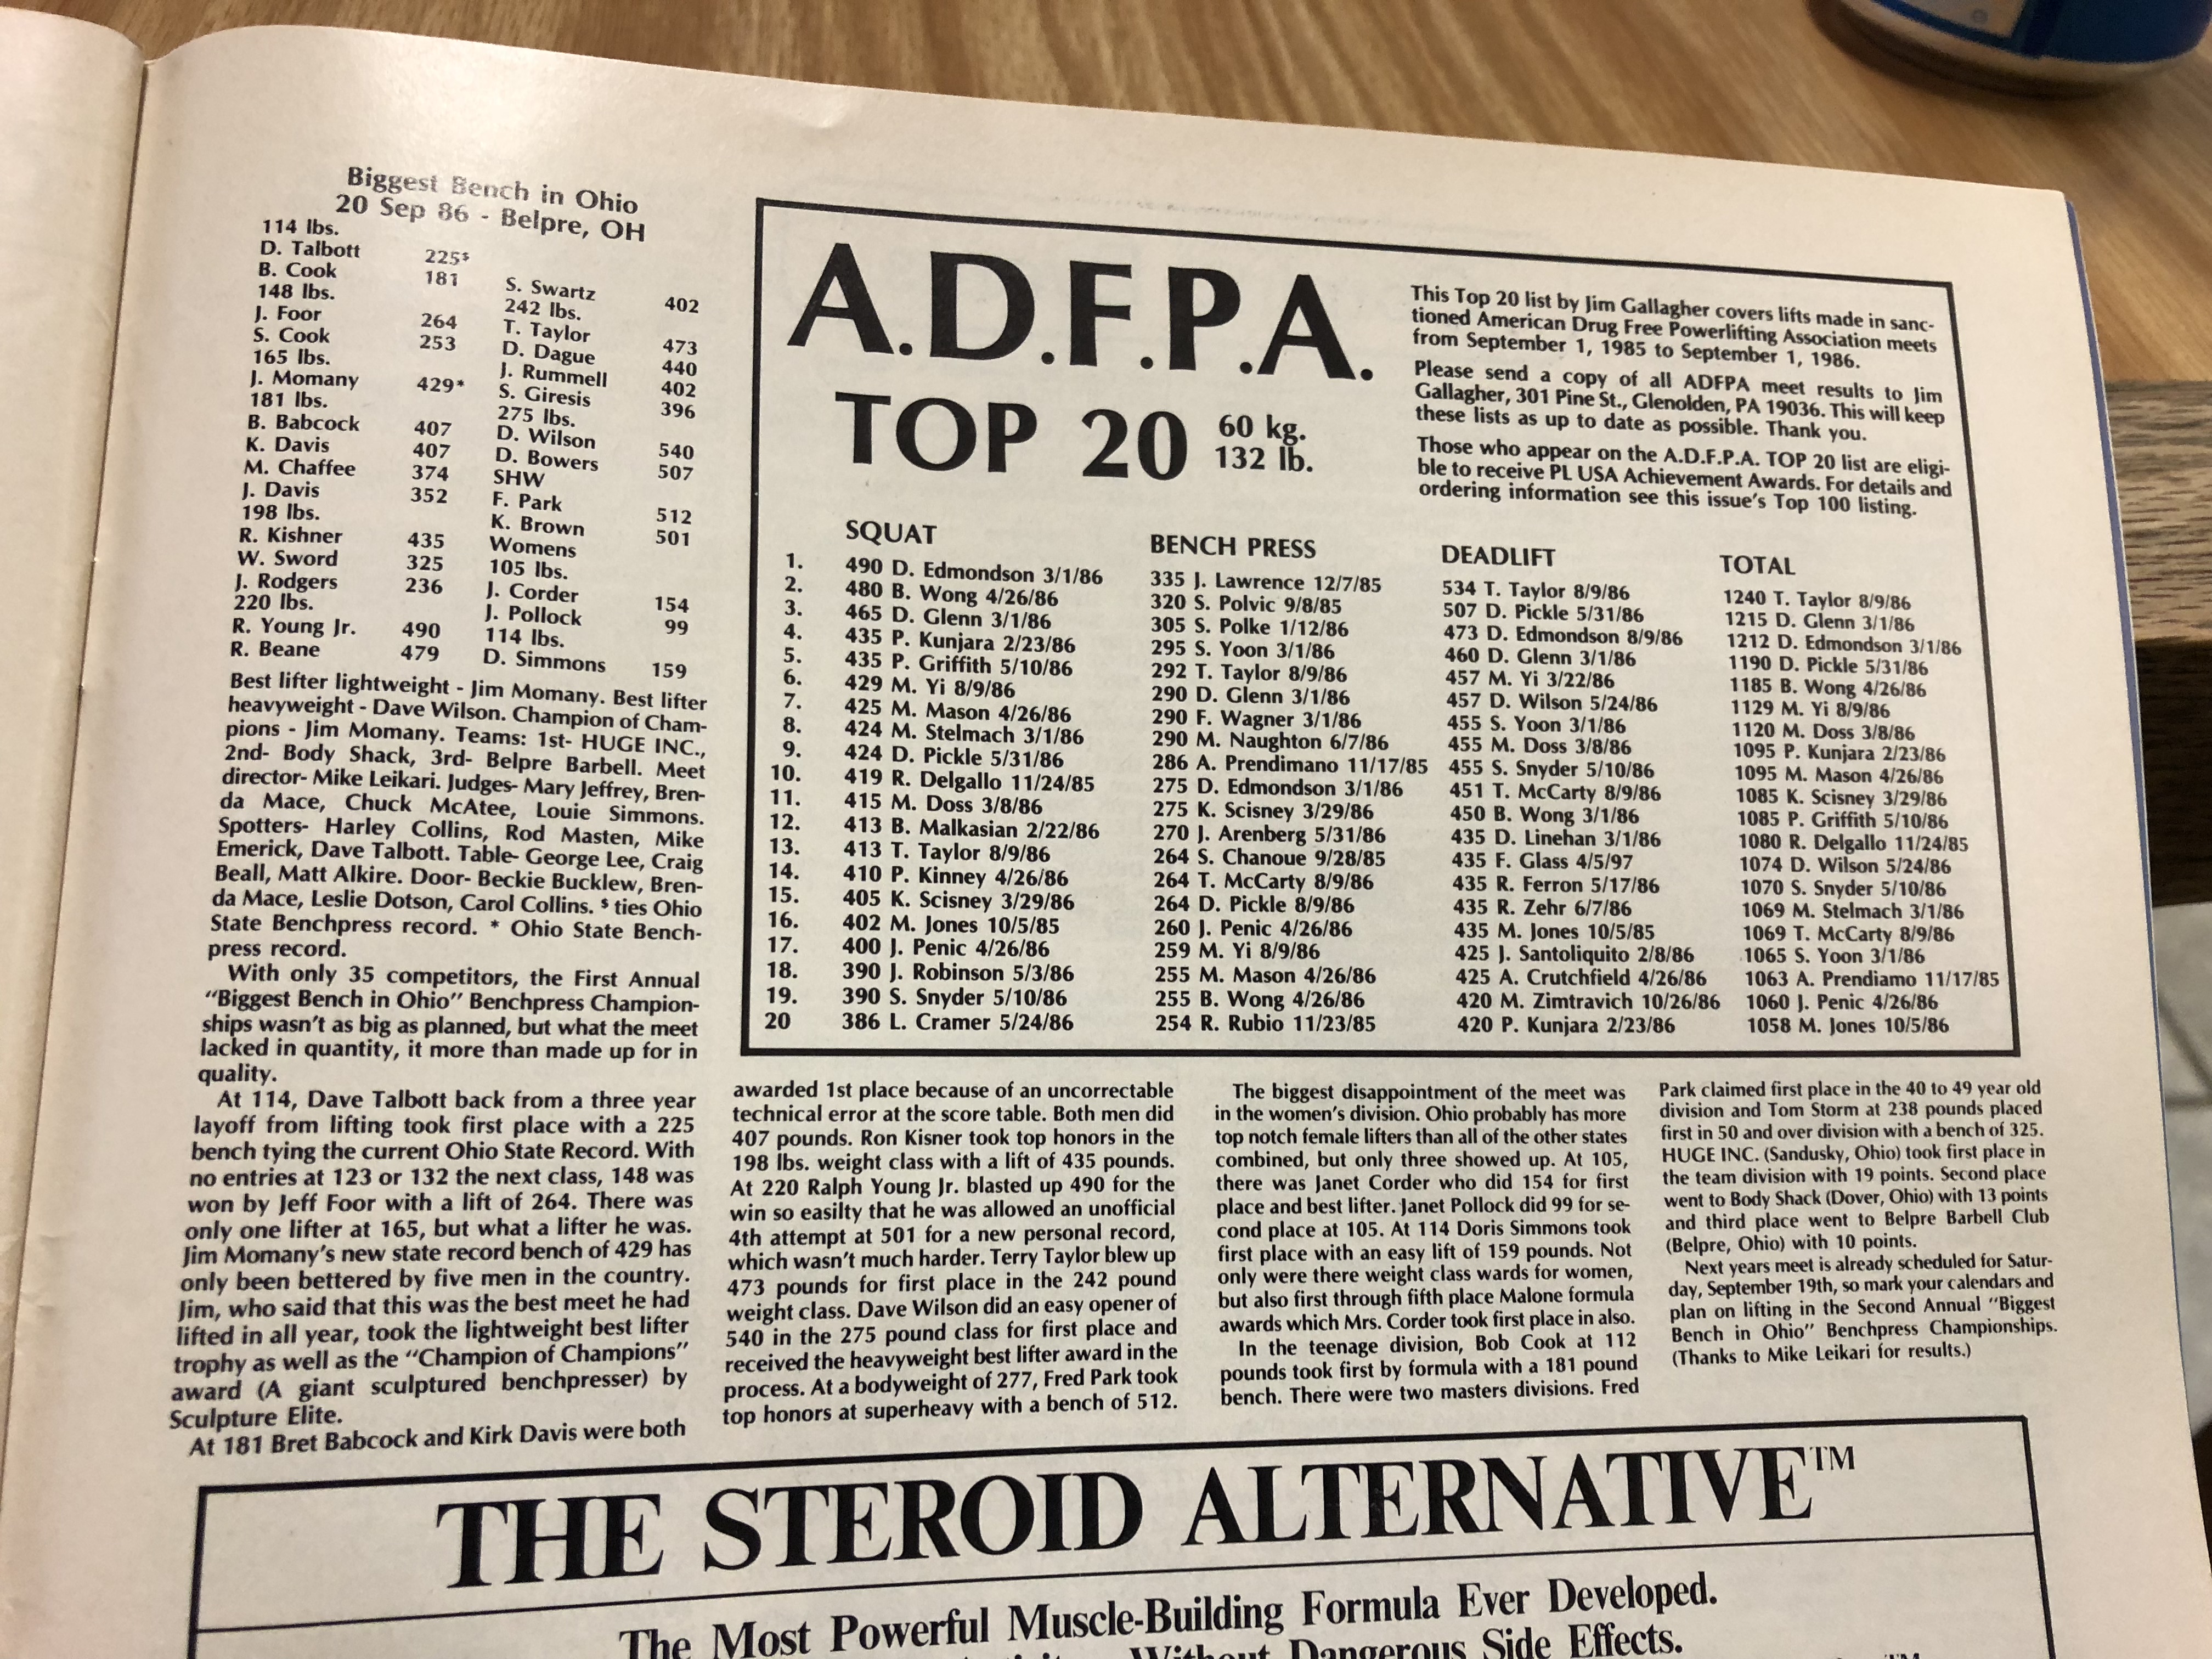 Biggest Bench in Ohio
20 Sep 86 - Belpre, OH
114 lbs.
D. Talbott 225$
B. Cook 181
148 lbs.
J. Foor 264
S. Cook 253
165 lbs.
J. Momany 429*
181 lbs.
B. Babcock 407
K. Davis 407
M. Chaffee 374
J. Davis 352
198 lbs.
R. Kishner 435
W. Sword 325
J. Rodgers 236
220 lbs.
R. Young Jr. 490
R. Beane 479
S. Swartz 402
242 lbs.
T. Taylor 473
D. Dague 440
J. Rummell 402
S. Giresis 396
275 lbs.
D. Wilson 540
D. Bowers 507
SHW
F. Park 512
K. Brown 501
Womens
105 lbs.
J. Corder 154
J. Pollock 99
114 lbs.
D. Simmons 159
Best lifter lightweight - Jim Momany. Best lifter
heavyweight - Dave Wilson. Champion of Cham-
pions - Jim Momany. Teams: 1st- HUGE INC.,
2nd- Body Shack, 3rd- Belpre Barbell. Meet
director- Mike Leikari. Judges- Mary Jeffrey, Bren-
da Mace, Chuck McAtee, Louie Simmons.
Spotters- Harley Collins, Rod Masten, Mike
Emerick, Dave Talbott. Table- George Lee, Craig
Beall, Matt Alkire. Door- Beckie Bucklew, Bren-
da Mace, Leslie Dotson, Carol Collins. $ ties Ohio
State Benchpress record. * Ohio State Bench-
press record.
With only 35 competitors, the First Annual
"Biggest Bench in Ohio" Benchpress Champion-
ships wasn't as big as planned, but what the meet
lacked in quantity, it more than made up for in
quality.
At 114, Dave Talbott back from a three year
layoff from lifting took first place with a 225
bench tying the current Ohio State Record. With
no entries at 123 or 132 the next class, 148 was
won by Jeff Foor with a lift of 264. There was
only one lifter at 165, but what a lifter he was.
Jim Momany's new state record bench of 429 has
only been bettered by five men in the country.
Jim, who said that this was the best meet he had
lifted in all year, took the lightweight best lifter
trophy as well as the "Champion of Champions"
award (A giant sculptured benchpresser) by
Sculpture Elite.
At 181 Bret Babcock and Kirk Davis were both
A.D.F.P.A.
TOP 20 60 kg.
132 lb.
This Top 20 list by Jim Gallagher covers lifts made in sanc-
tioned American Drug Free Powerlifting Association meets
from September 1, 1985 to September 1, 1986.
Please send a copy of all ADFPA meet results to Jim
Gallagher, 301 Pine St., Glenolden, PA 19036. This will keep
these lists as up to date as possible. Thank you.
Those who appear on the A.D.F.P.A. TOP 20 list are eligi-
ble to receive PL USA Achievement Awards. For details and
ordering information see this issue's Top 100 listing.
SQUAT BENCH PRESS DEADLIFT TOTAL
1. 490 D. Edmondson 3/1/86 335 J. Lawrence 12/7/85 534 T. Taylor 8/9/86 1240 T. Taylor 8/9/86
2. 480 B. Wong 4/26/86 320 S. Polvic 9/8/85 507 D. Pickle 5/31/86 1215 D. Glenn 3/1/86
3. 465 D. Glenn 3/1/86 305 S. Polke 1/12/86 473 D. Edmondson 8/9/86 1212 D. Edmondson 3/1/86
4. 435 P. Kunjara 2/23/86 295 S. Yoon 3/1/86 460 D. Glenn 3/1/86 1190 D. Pickle 5/31/86
5. 435 P. Griffith 5/10/86 292 T. Taylor 8/9/86 457 M. Yi 3/22/86 1185 B. Wong 4/26/86
6. 429 M. Yi 8/9/86 290 D. Glenn 3/1/86 457 D. Wilson 5/24/86 1129 M. Yi 8/9/86
7. 425 M. Mason 4/26/86 290 F. Wagner 3/1/86 455 S. Yoon 3/1/86 1120 M. Doss 3/8/86
8. 424 M. Stelmach 3/1/86 290 M. Naughton 6/7/86 455 M. Doss 3/8/86 1095 P. Kunjara 2/23/86
9. 424 D. Pickle 5/31/86 286 A. Prendimano 11/17/85 455 S. Snyder 5/10/86 1095 M. Mason 4/26/86
10. 419 R. Delgallo 11/24/85 275 D. Edmondson 3/1/86 451 T. McCarty 8/9/86 1085 K. Scisney 3/29/86
11. 415 M. Doss 3/8/86 275 K. Scisney 3/29/86 450 B. Wong 3/1/86 1085 P. Griffith 5/10/86
12. 413 B. Malkasian 2/22/86 270 J. Arenberg 5/31/86 435 D. Linehan 3/1/86 1080 R. Delgallo 11/24/85
13. 413 T. Taylor 8/9/86 264 S. Chanoue 9/28/85 435 F. Glass 4/5/97 1074 D. Wilson 5/24/86
14. 410 P. Kinney 4/26/86 264 T. McCarty 8/9/86 435 R. Ferron 5/17/86 1070 S. Snyder 5/10/86
15. 405 K. Scisney 3/29/86 264 D. Pickle 8/9/86 435 R. Zehr 6/7/86 1069 M. Stelmach 3/1/86
16. 402 M. Jones 10/5/85 260 J. Penic 4/26/86 435 M. Jones 10/5/85 1069 T. McCarty 8/9/86
17. 400 J. Penic 4/26/86 259 M. Yi 8/9/86 425 J. Santoliquito 2/8/86 1065 S. Yoon 3/1/86
18. 390 J. Robinson 5/3/86 255 M. Mason 4/26/86 425 A. Crutchfield 4/26/86 1063 A. Prendiamo 11/17/85
19. 390 S. Snyder 5/10/86 255 B. Wong 4/26/86 420 M. Zimtravich 10/26/86 1060 J. Penic 4/26/86
20 386 L. Cramer 5/24/86 254 R. Rubio 11/23/85 420 P. Kunjara 2/23/86 1058 M. Jones 10/5/86
awarded 1st place because of an uncorrectable
technical error at the score table. Both men did
407 pounds. Ron Kisner took top honors in the
198 lbs. weight class with a lift of 435 pounds.
At 220 Ralph Young Jr. blasted up 490 for the
win so easilty that he was allowed an unofficial
4th attempt at 501 for a new personal record,
which wasn't much harder. Terry Taylor blew up
473 pounds for first place in the 242 pound
weight class. Dave Wilson did an easy opener of
540 in the 275 pound class for first place and
received the heavyweight best lifter award in the
process. At a bodyweight of 277, Fred Park took
top honors at superheavy with a bench of 512.
The biggest disappointment of the meet was
in the women's division. Ohio probably has more
top notch female lifters than all of the other states
combined, but only three showed up. At 105,
there was Janet Corder who did 154 for first
place and best lifter. Janet Pollock did 99 for se-
cond place at 105. At 114 Doris Simmons took
first place with an easy lift of 159 pounds. Not
only were there weight class wards for women,
but also first through fifth place Malone formula
awards which Mrs. Corder took first place in also.
In the teenage division, Bob Cook at 112
pounds took first by formula with a 181 pound
bench. There were two masters divisions. Fred
Park claimed first place in the 40 to 49 year old
division and Tom Storm at 238 pounds placed
first in 50 and over division with a bench of 325.
HUGE INC. (Sandusky, Ohio) took first place in
the team division with 19 points. Second place
went to Body Shack (Dover, Ohio) with 13 points
and third place went to Belpre Barbell Club
(Belpre, Ohio) with 10 points.
Next years meet is already scheduled for Satur-
day, September 19th, so mark your calendars and
plan on lifting in the Second Annual "Biggest
Bench in Ohio" Benchpress Championships.
(Thanks to Mike Leikari for results.)
THE STEROID ALTERNATIVE™
The Most Powerful Muscle-Building Formula Ever Developed.
Without Dangerous Side Effects.